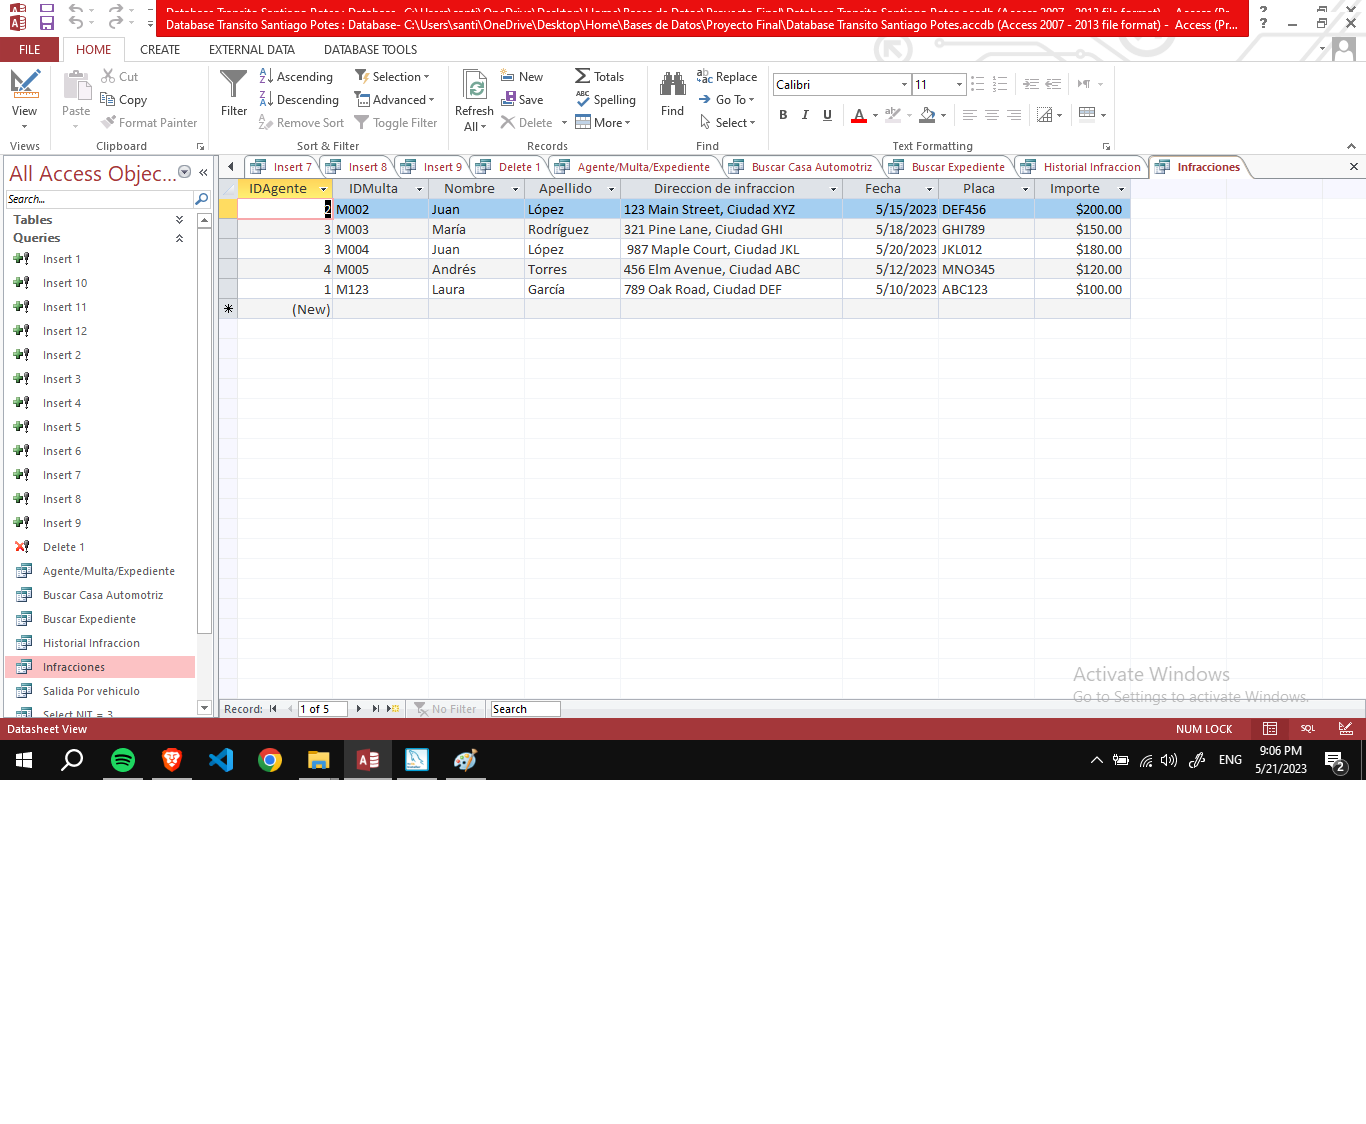 Database Transito Santiago Potes : Database- C:\Users\santi\OneDrive\Desktop\Home\Bases de Datos\Proyecto Final\Database Transito Santiago Potes.accdb (Access 2007 - 2013 file format) - Access (Pr...
FILE HOME CREATE EXTERNAL DATA DATABASE TOOLS
View Paste Cut Copy Format Painter Filter Ascending Descending Remove Sort Selection Advanced Toggle Filter Refresh All New Save Delete Totals Spelling More Find Replace Go To Select Calibri 11
B I U A ab
Views Clipboard Sort & Filter Records Find Text Formatting
All Access Objec...
Search...
Tables
Queries
Insert 1
Insert 10
Insert 11
Insert 12
Insert 2
Insert 3
Insert 4
Insert 5
Insert 6
Insert 7
Insert 8
Insert 9
Delete 1
Agente/Multa/Expediente
Buscar Casa Automotriz
Buscar Expediente
Historial Infraccion
Infracciones
Salida Por vehiculo
Select NIT = 3
Insert 7 Insert 8 Insert 9 Delete 1 Agente/Multa/Expediente Buscar Casa Automotriz Buscar Expediente Historial Infraccion Infracciones
IDAgente IDMulta Nombre Apellido Direccion de infraccion Fecha Placa Importe
2 M002 Juan López 123 Main Street, Ciudad XYZ 5/15/2023 DEF456 $200.00
3 M003 María Rodríguez 321 Pine Lane, Ciudad GHI 5/18/2023 GHI789 $150.00
3 M004 Juan López 987 Maple Court, Ciudad JKL 5/20/2023 JKL012 $180.00
4 M005 Andrés Torres 456 Elm Avenue, Ciudad ABC 5/12/2023 MNO345 $120.00
1 M123 Laura García 789 Oak Road, Ciudad DEF 5/10/2023 ABC123 $100.00
(New)
Activate Windows
Go to Settings to activate Windows.
Record: 1 of 5 No Filter Search
Datasheet View NUM LOCK SQL
ENG 9:06 PM
5/21/2023 2